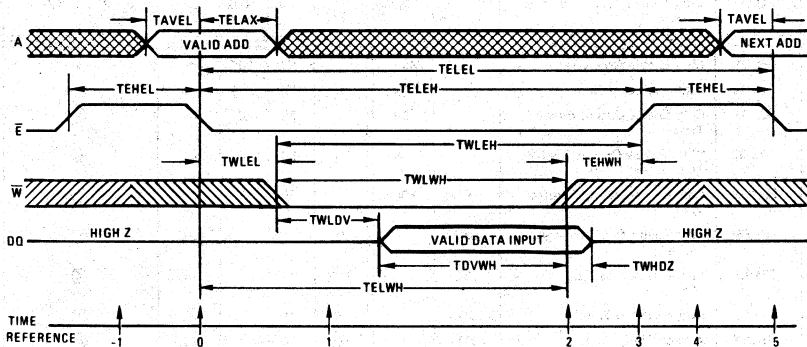 TAVEL TELAX TAVEL
A VALID ADD NEXT ADD
TELEL
TEHEL TELEH TEHEL
E
TWLEH
TWLEL TEHWH
W TWLWH
TWLDV
DQ HIGH Z VALID DATA INPUT HIGH Z
TDVWH TWHDZ
TELWH
TIME
REFERENCE -1 0 1 2 3 4 5